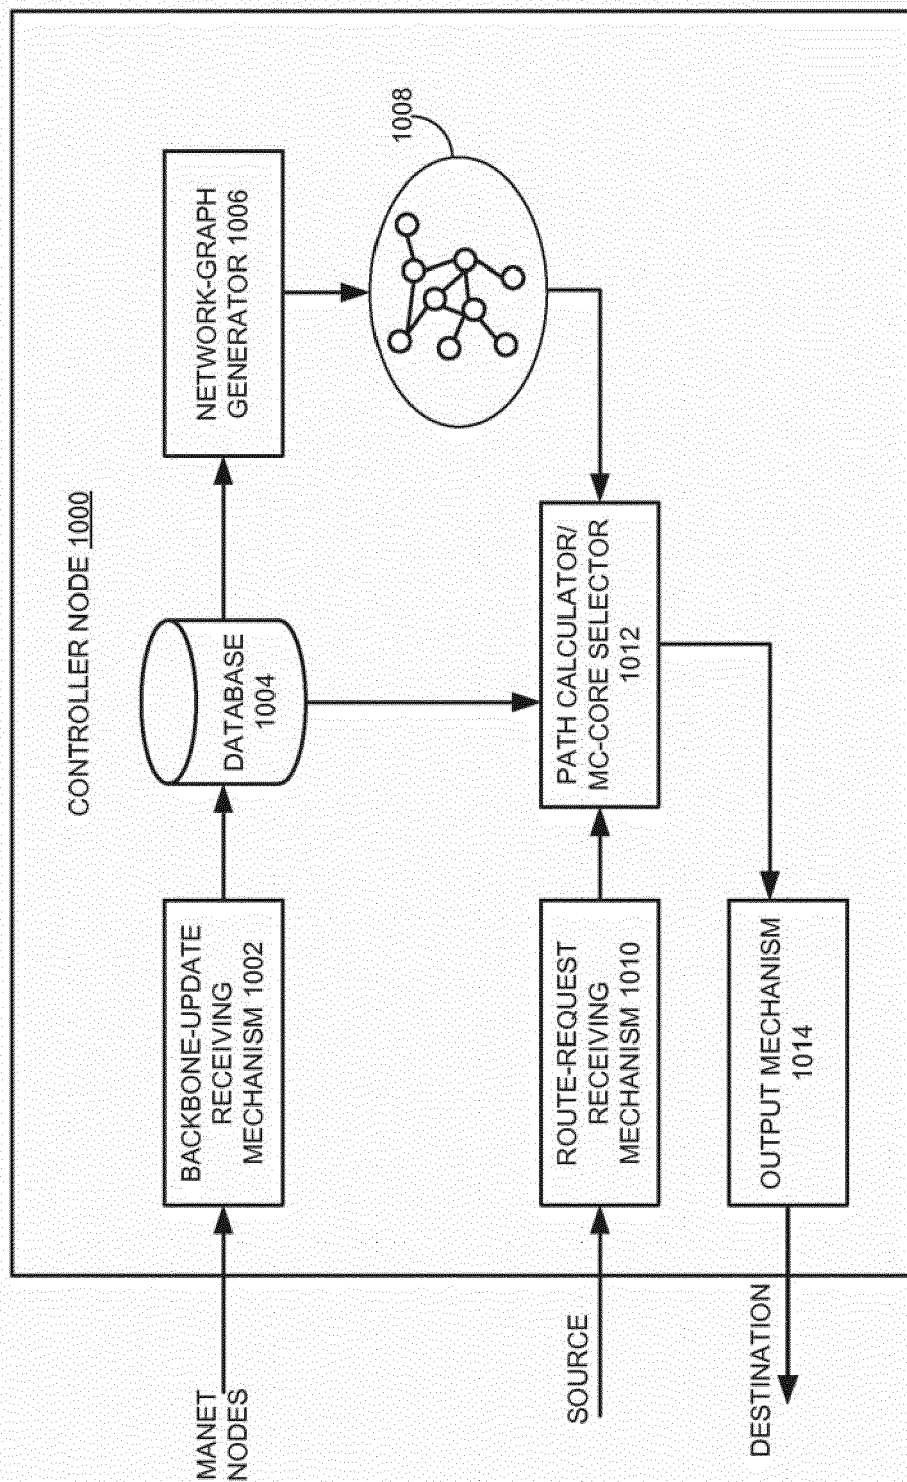 CONTROLLER NODE 1000
MANET
NODES
BACKBONE-UPDATE
RECEIVING
MECHANISM 1002
DATABASE
1004
NETWORK-GRAPH
GENERATOR 1006
1008
SOURCE
ROUTE-REQUEST
RECEIVING
MECHANISM 1010
PATH CALCULATOR/
MC-CORE SELECTOR
1012
DESTINATION
OUTPUT MECHANISM
1014